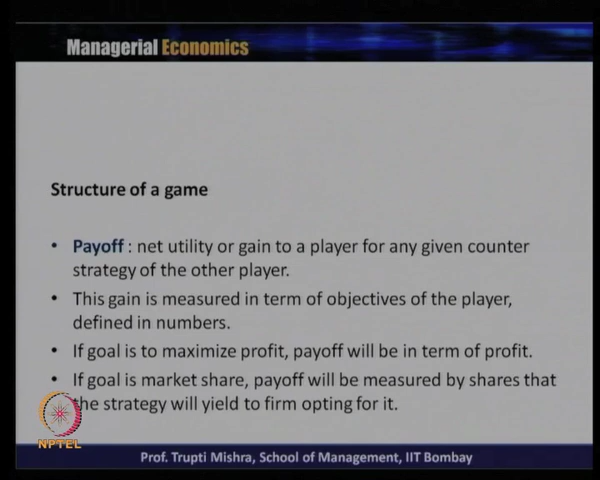 Managerial Economics
Structure of a game
• Payoff : net utility or gain to a player for any given counter
strategy of the other player.
• This gain is measured in term of objectives of the player,
defined in numbers.
• If goal is to maximize profit, payoff will be in term of profit.
• If goal is market share, payoff will be measured by shares that
the strategy will yield to firm opting for it.
NPTEL
Prof. Trupti Mishra, School of Management, IIT Bombay